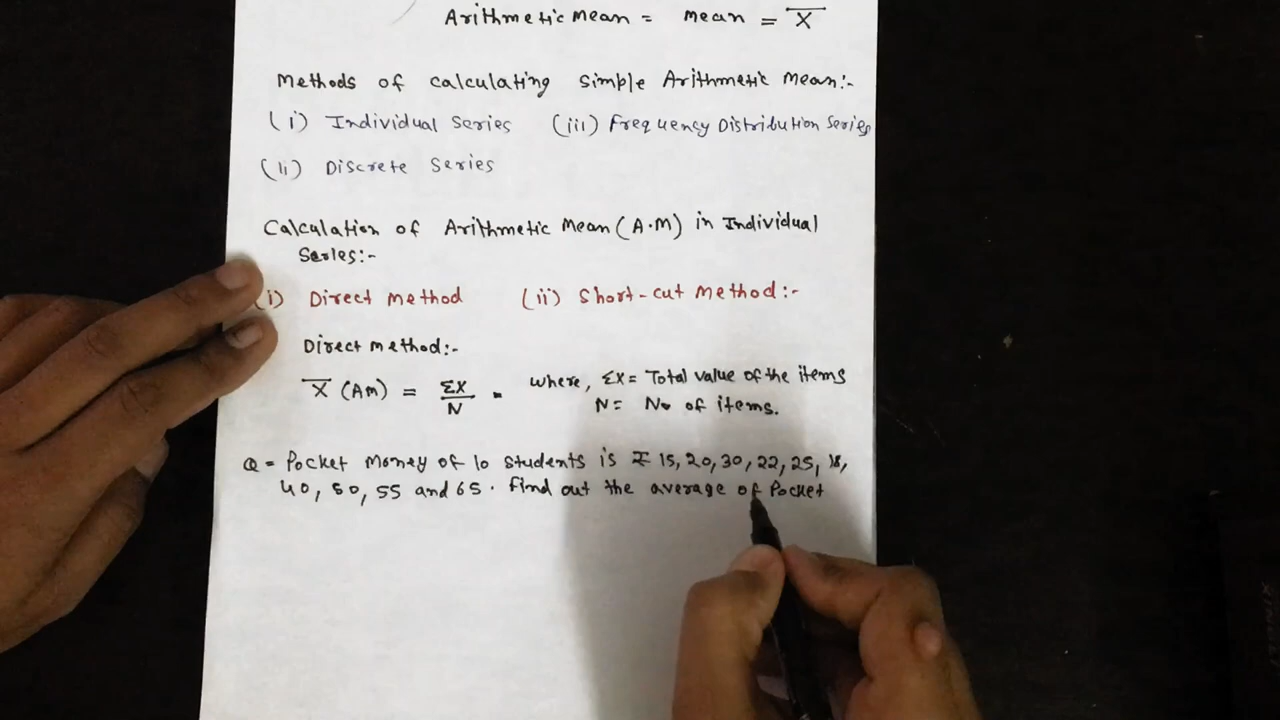 Arithmetic Mean = mean = X̅
Methods of calculating Simple Arithmetic Mean:-
(i) Individual Series (iii) Frequency Distribution Series
(ii) Discrete Series
Calculation of Arithmetic Mean (A.M) in Individual
Series:-
(i) Direct Method (ii) Short-cut Method:-
Direct Method:-
X̅ (Am) = ΣX/N . where, ΣX = Total value of the items
N = No of items.
Q = Pocket Money of 10 Students is ₹ 15, 20, 30, 22, 25, 18,
40, 50, 55 and 65. Find out the average of Pocket